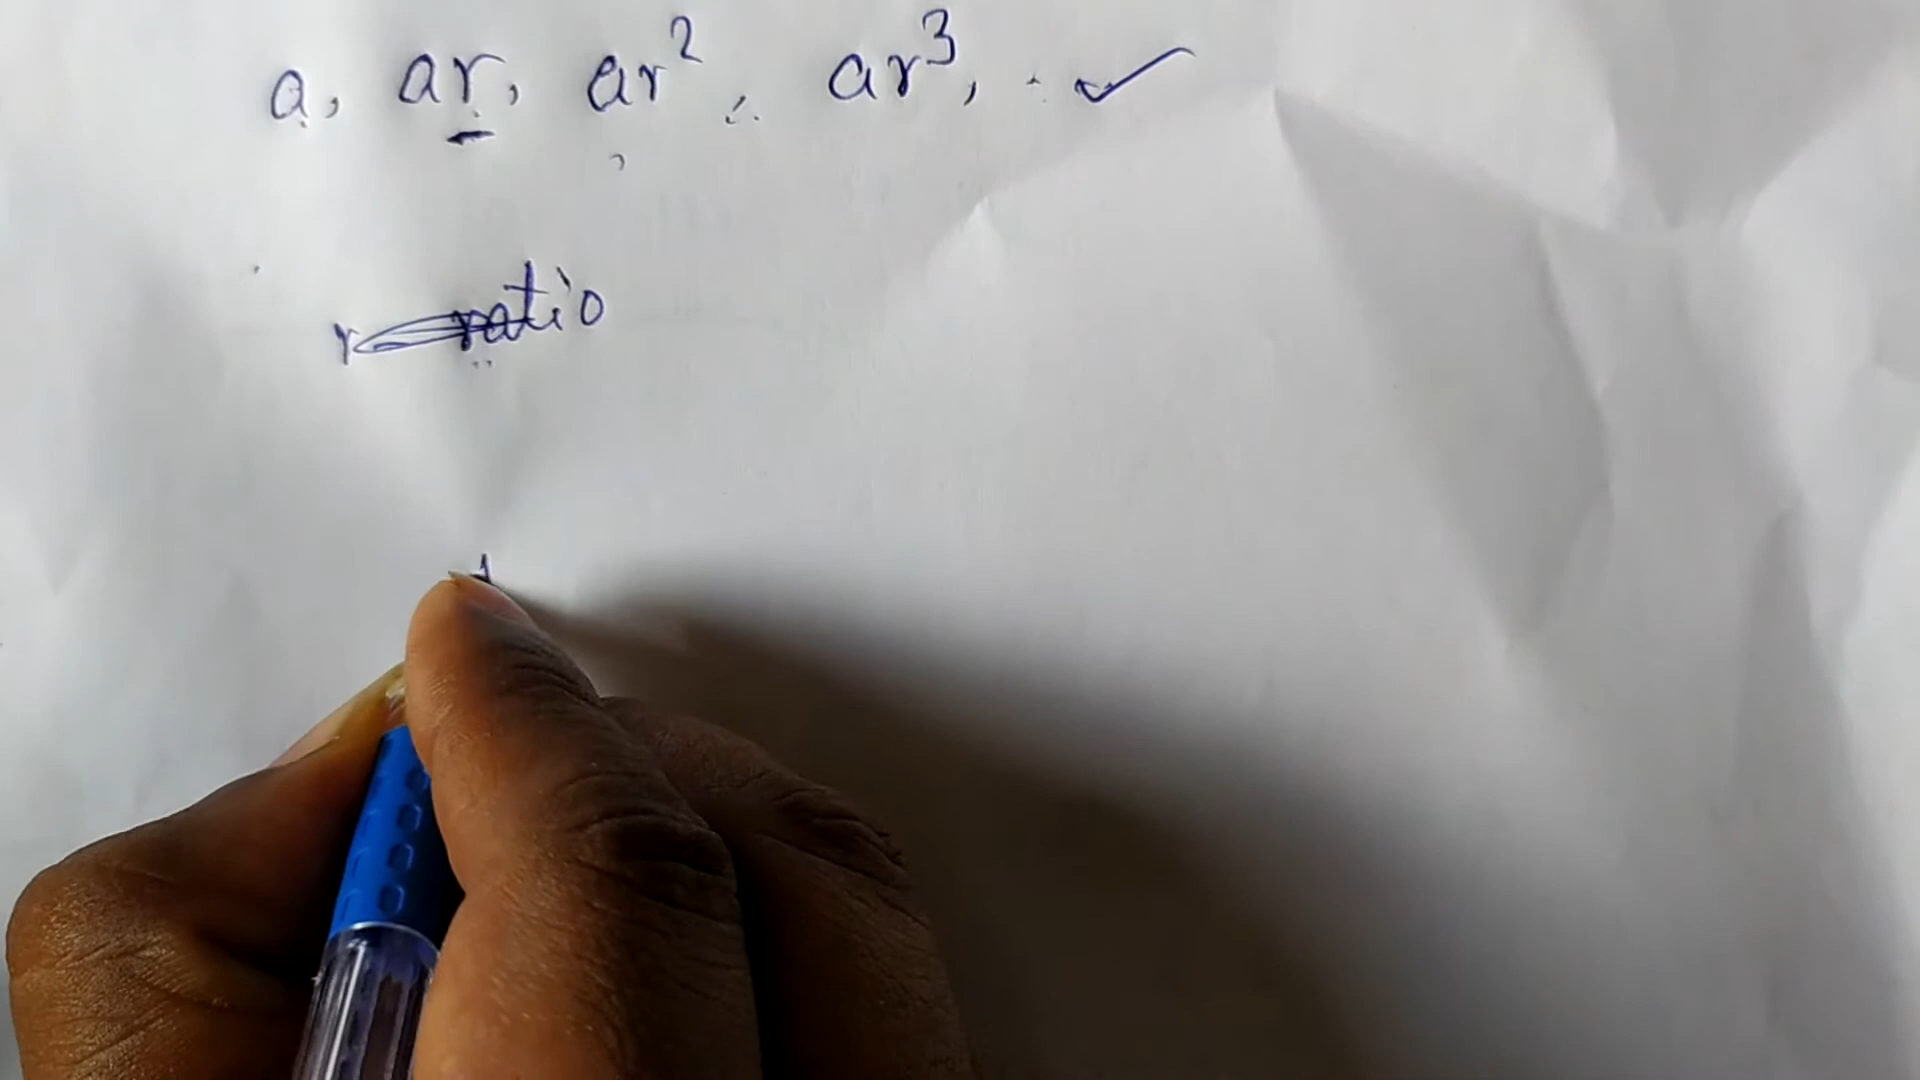 a, ar, ar², ar³, . ✓
r ratio